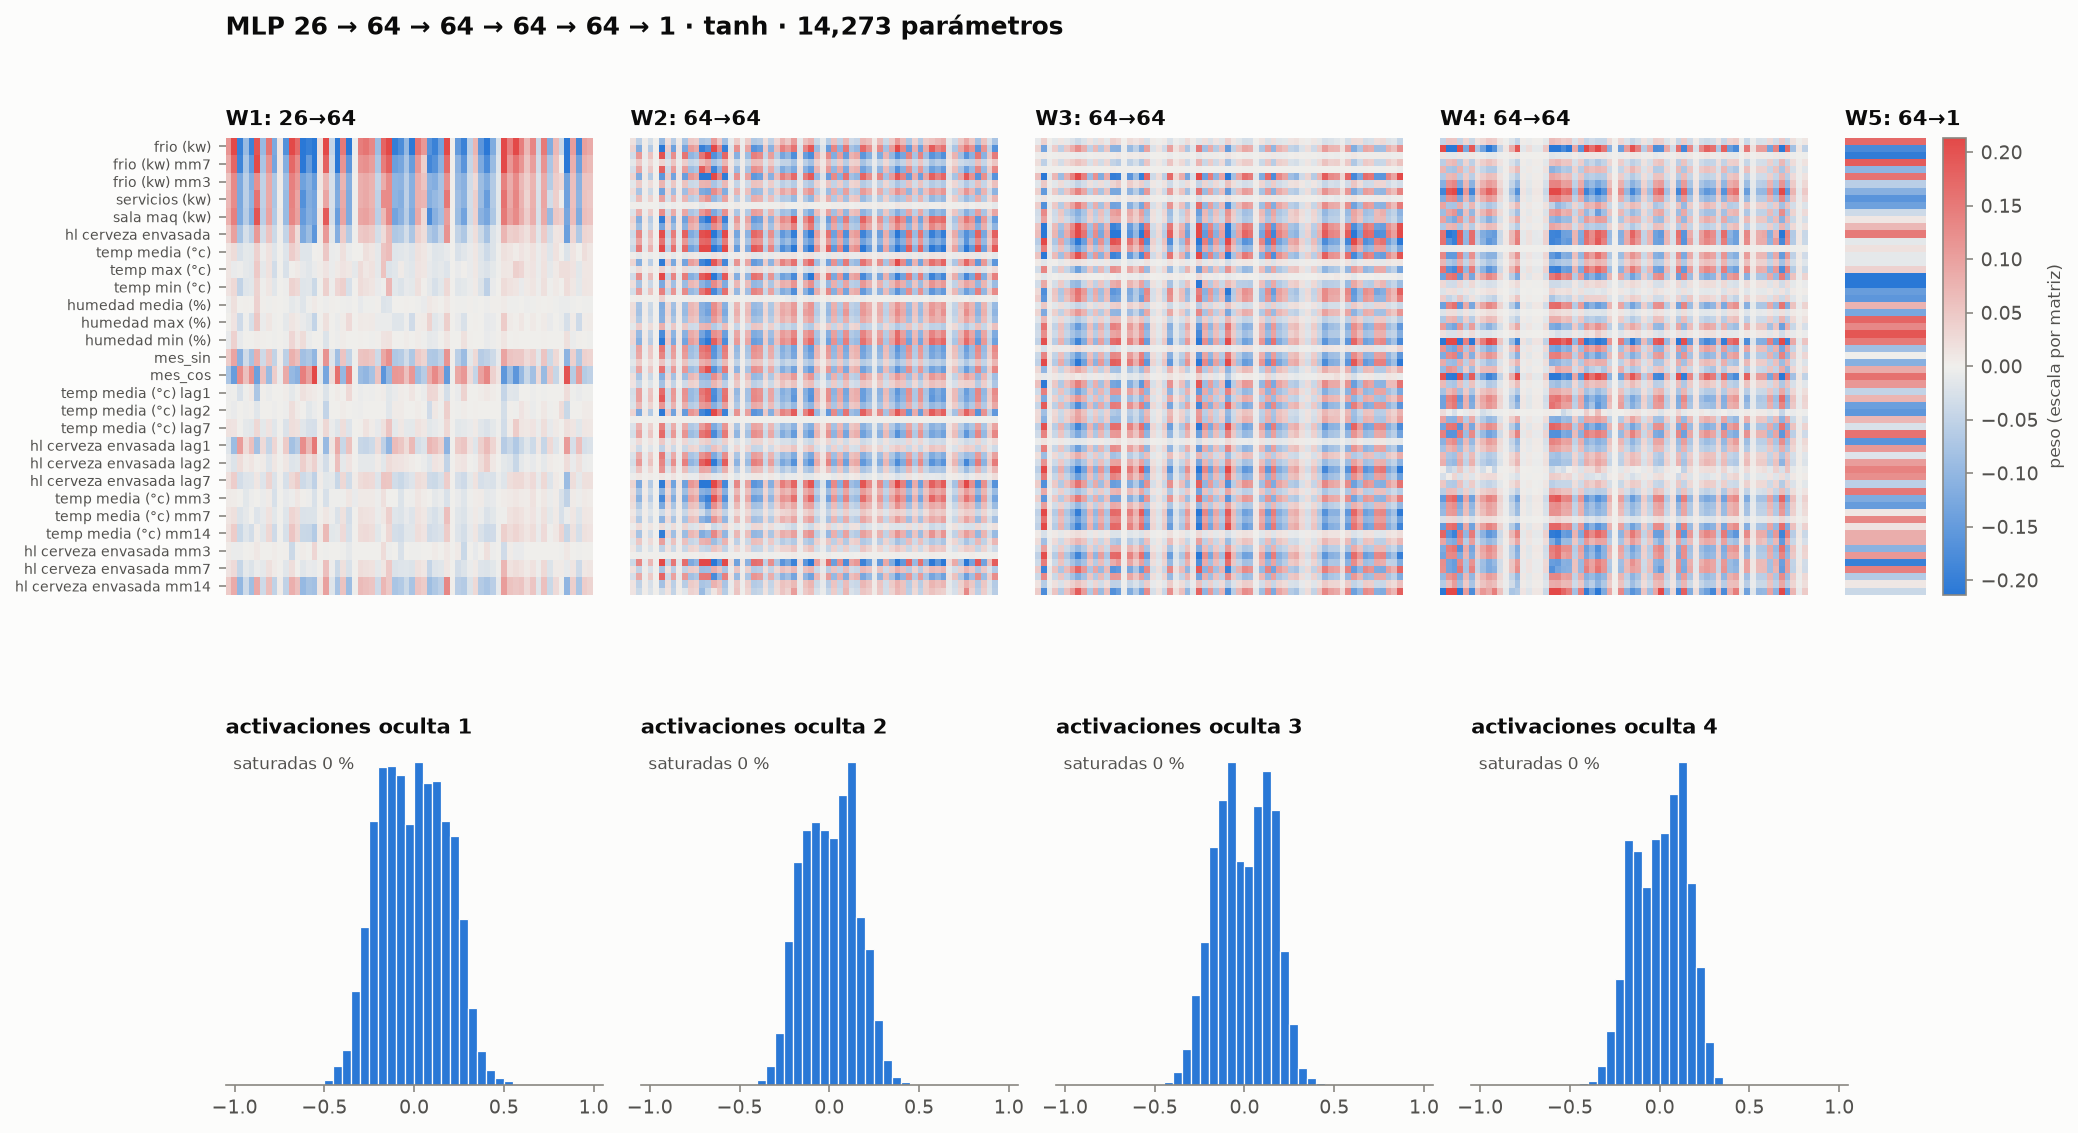 MLP 26 → 64 → 64 → 64 → 64 → 1 · tanh · 14,273 parámetros
W1: 26→64
W2: 64→64
W3: 64→64
W4: 64→64
W5: 64→1
frio (kw)
frio (kw) mm7
frio (kw) mm3
servicios (kw)
sala maq (kw)
hl cerveza envasada
temp media (°c)
temp max (°c)
temp min (°c)
humedad media (%)
humedad max (%)
humedad min (%)
mes_sin
mes_cos
temp media (°c) lag1
temp media (°c) lag2
temp media (°c) lag7
hl cerveza envasada lag1
hl cerveza envasada lag2
hl cerveza envasada lag7
temp media (°c) mm3
temp media (°c) mm7
temp media (°c) mm14
hl cerveza envasada mm3
hl cerveza envasada mm7
hl cerveza envasada mm14
0.20
0.15
0.10
0.05
0.00
−0.05
−0.10
−0.15
−0.20
peso (escala por matriz)
activaciones oculta 1
saturadas 0 %
−1.0 −0.5 0.0 0.5 1.0
activaciones oculta 2
saturadas 0 %
−1.0 −0.5 0.0 0.5 1.0
activaciones oculta 3
saturadas 0 %
−1.0 −0.5 0.0 0.5 1.0
activaciones oculta 4
saturadas 0 %
−1.0 −0.5 0.0 0.5 1.0